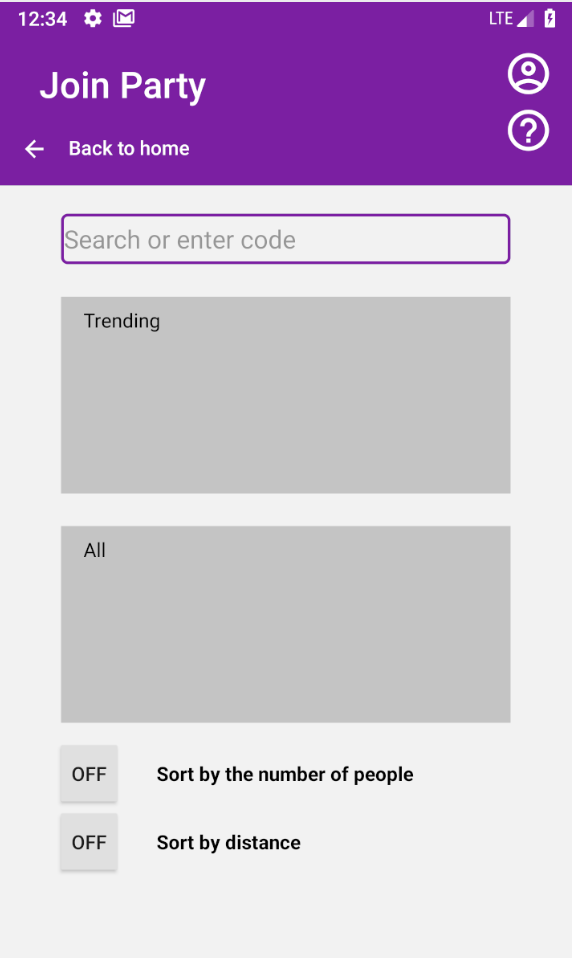 12:34 LTE
Join Party
Back to home
Search or enter code
Trending
All
OFF Sort by the number of people
OFF Sort by distance